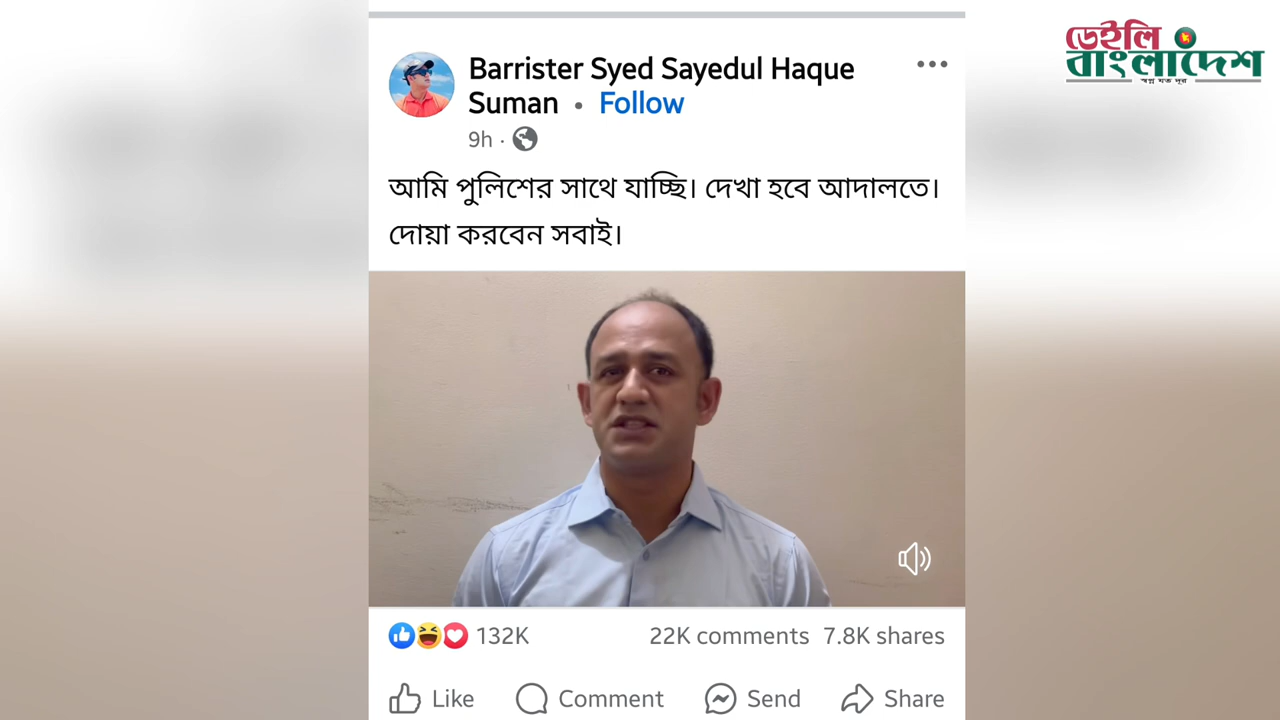 ডেইলি
বাংলাদেশ
Barrister Syed Sayedul Haque
Suman • Follow
9h ·
আমি পুলিশের সাথে যাচ্ছি। দেখা হবে আদালতে।
দোয়া করবেন সবাই।
132K 22K comments 7.8K shares
Like Comment Send Share